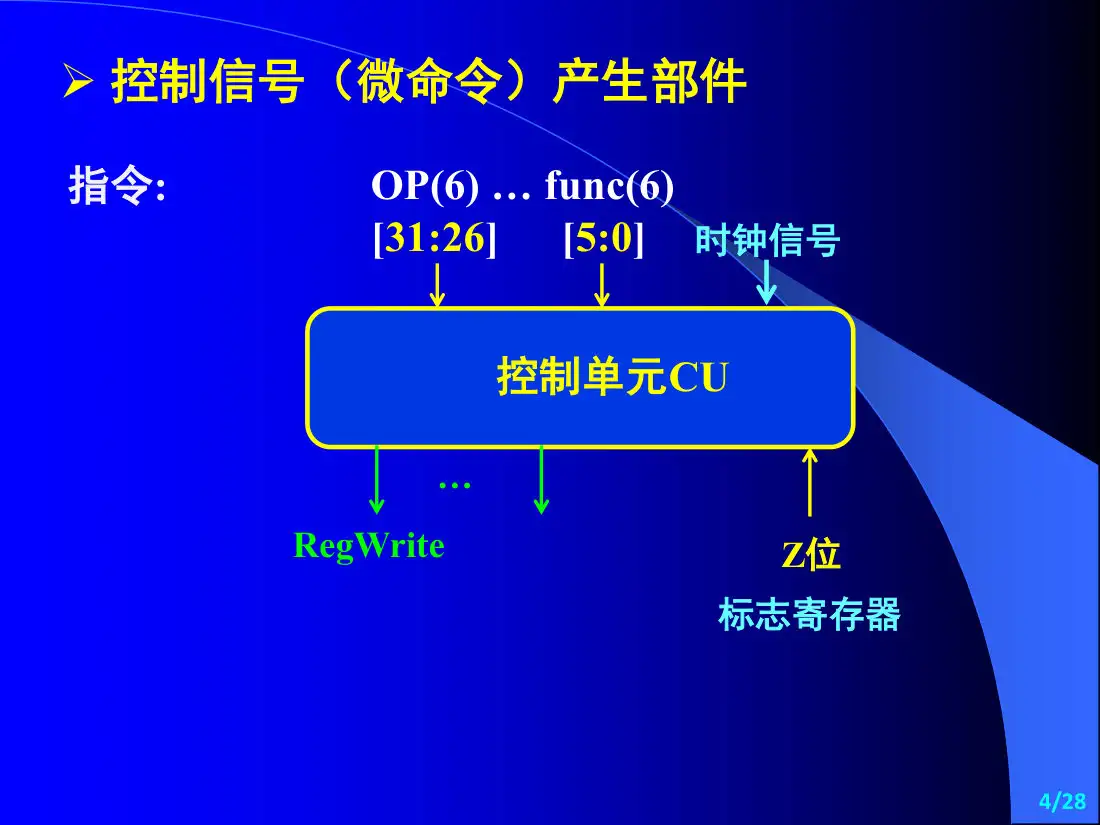 控制信号（微命令）产生部件
指令: OP(6) … func(6)
[31:26] [5:0] 时钟信号
控制单元CU
…
RegWrite
Z位
标志寄存器
4/28